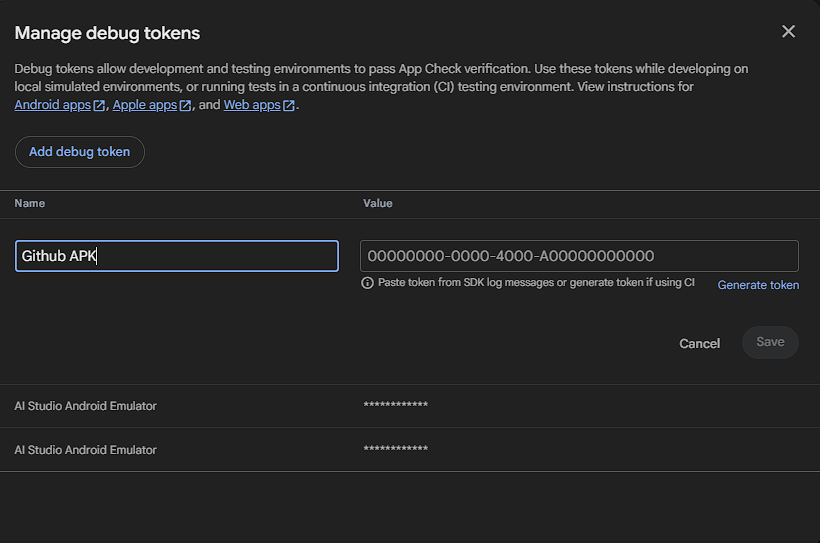 Manage debug tokens
Debug tokens allow development and testing environments to pass App Check verification. Use these tokens while developing on
local simulated environments, or running tests in a continuous integration (CI) testing environment. View instructions for
Android apps, Apple apps, and Web apps.
Add debug token
Name Value
Github APK 00000000-0000-4000-A00000000000
Paste token from SDK log messages or generate token if using CI Generate token
Cancel Save
AI Studio Android Emulator ************
AI Studio Android Emulator ************